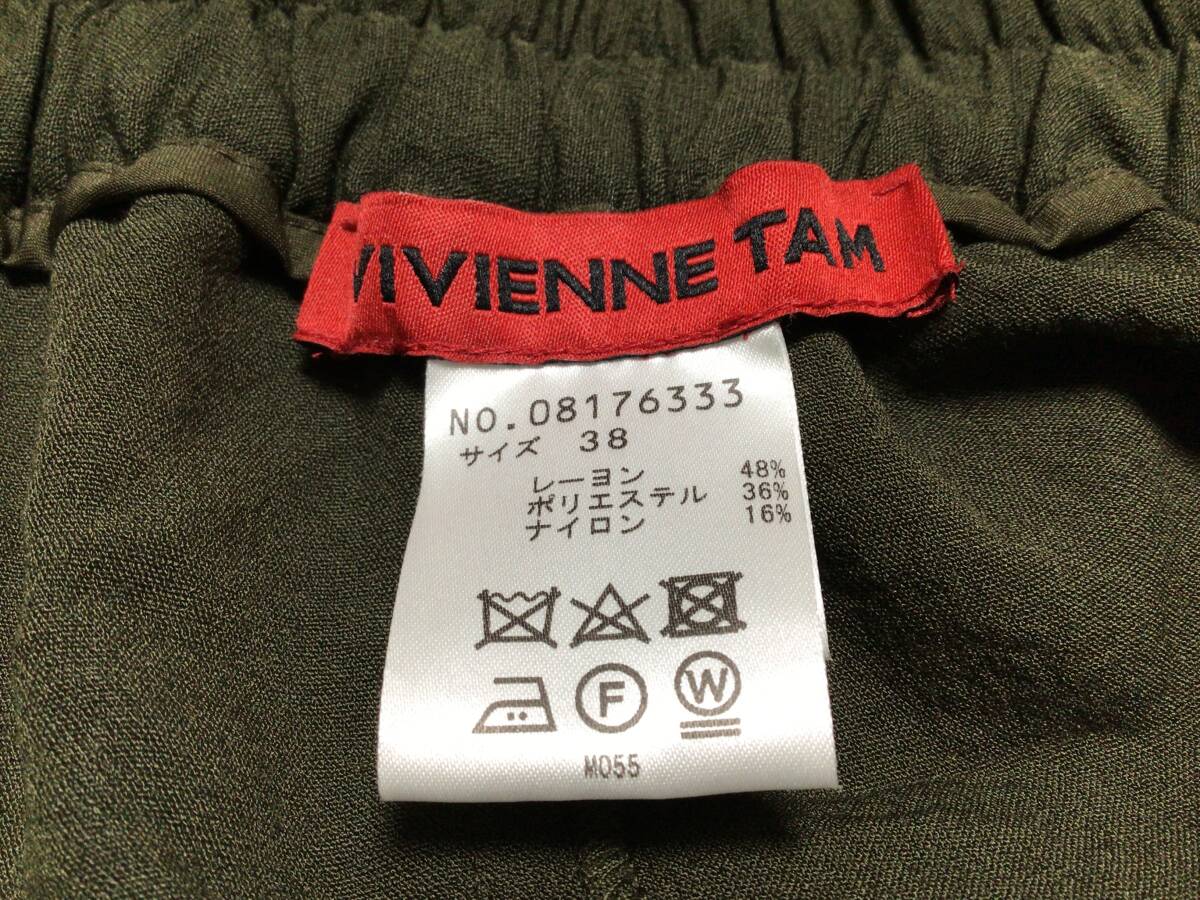 VIVIENNE TAM
NO.08176333
サイズ 38
レーヨン 48%
ポリエステル 36%
ナイロン 16%
F
W
M055